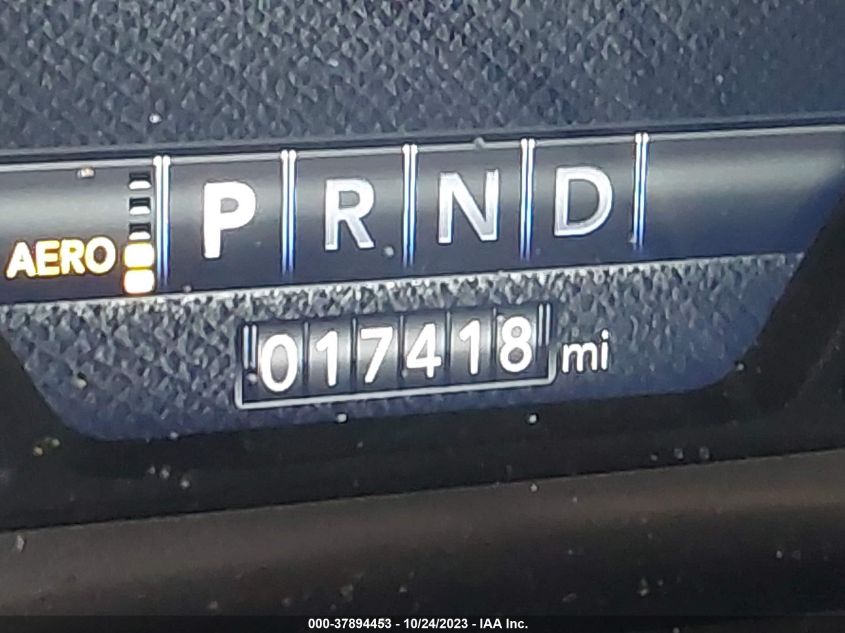 P R N D
AERO
017418 mi
000-37894453 - 10/24/2023 - IAA Inc.